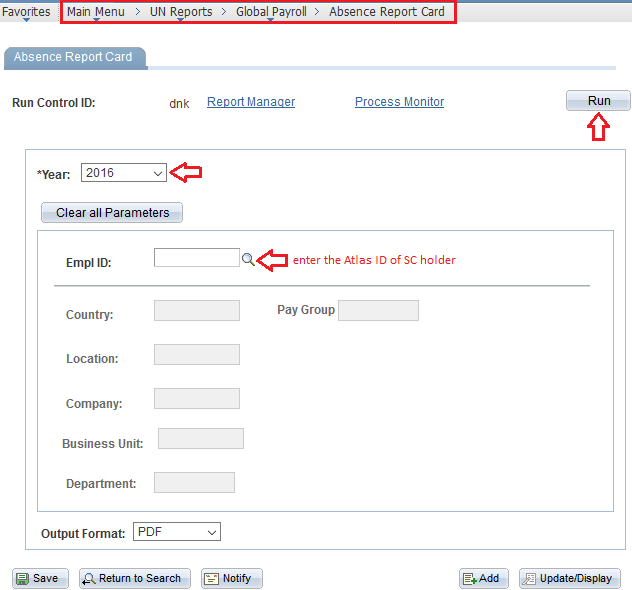 Favorites Main Menu > UN Reports > Global Payroll > Absence Report Card
Absence Report Card
Run Control ID: dnk Report Manager Process Monitor Run
*Year: 2016
Clear all Parameters
Empl ID: enter the Atlas ID of SC holder
Country: Pay Group
Location:
Company:
Business Unit:
Department:
Output Format: PDF
Save Return to Search Notify Add Update/Display